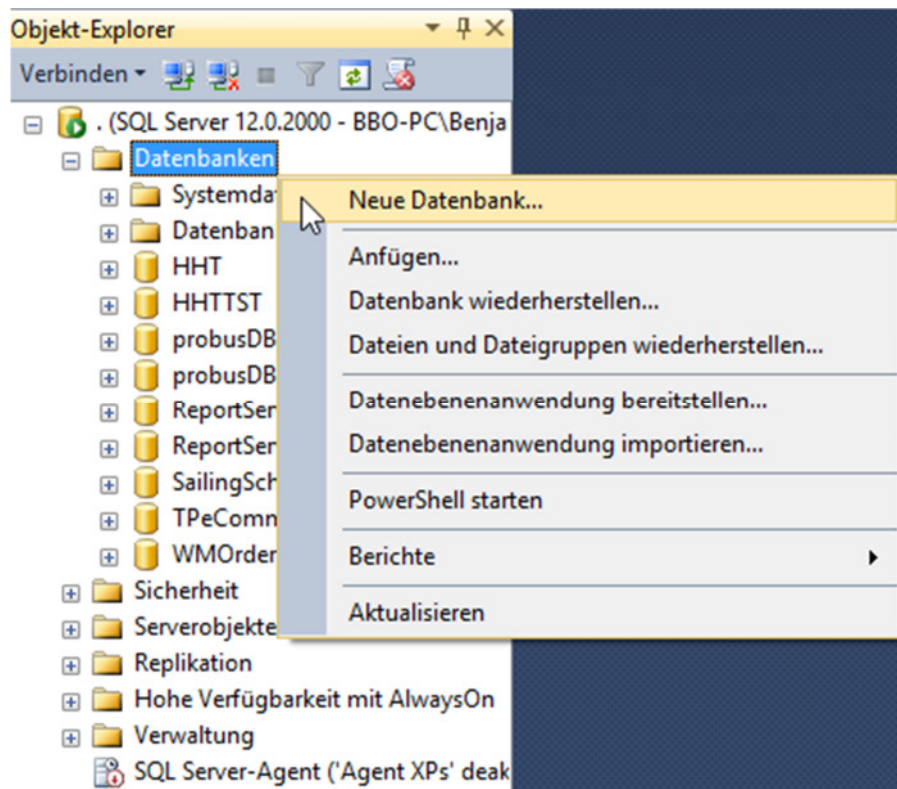 Objekt-Explorer
Verbinden
. (SQL Server 12.0.2000 - BBO-PC\Benja
Datenbanken
Systemda
Datenban
HHT
HHTTST
probusDB
probusDB
ReportSer
ReportSer
SailingSch
TPeComm
WMOrder
Sicherheit
Serverobjekte
Replikation
Hohe Verfügbarkeit mit AlwaysOn
Verwaltung
SQL Server-Agent ('Agent XPs' deak
Neue Datenbank...
Anfügen...
Datenbank wiederherstellen...
Dateien und Dateigruppen wiederherstellen...
Datenebenenanwendung bereitstellen...
Datenebenenanwendung importieren...
PowerShell starten
Berichte
Aktualisieren